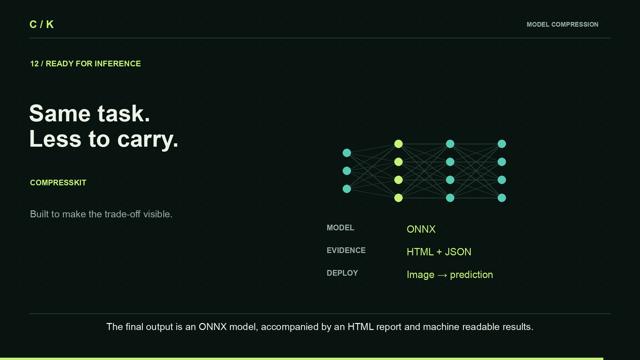 C / K
MODEL COMPRESSION
12 / READY FOR INFERENCE
Same task.
Less to carry.
COMPRESSKIT
Built to make the trade-off visible.
MODEL ONNX
EVIDENCE HTML + JSON
DEPLOY Image → prediction
The final output is an ONNX model, accompanied by an HTML report and machine readable results.